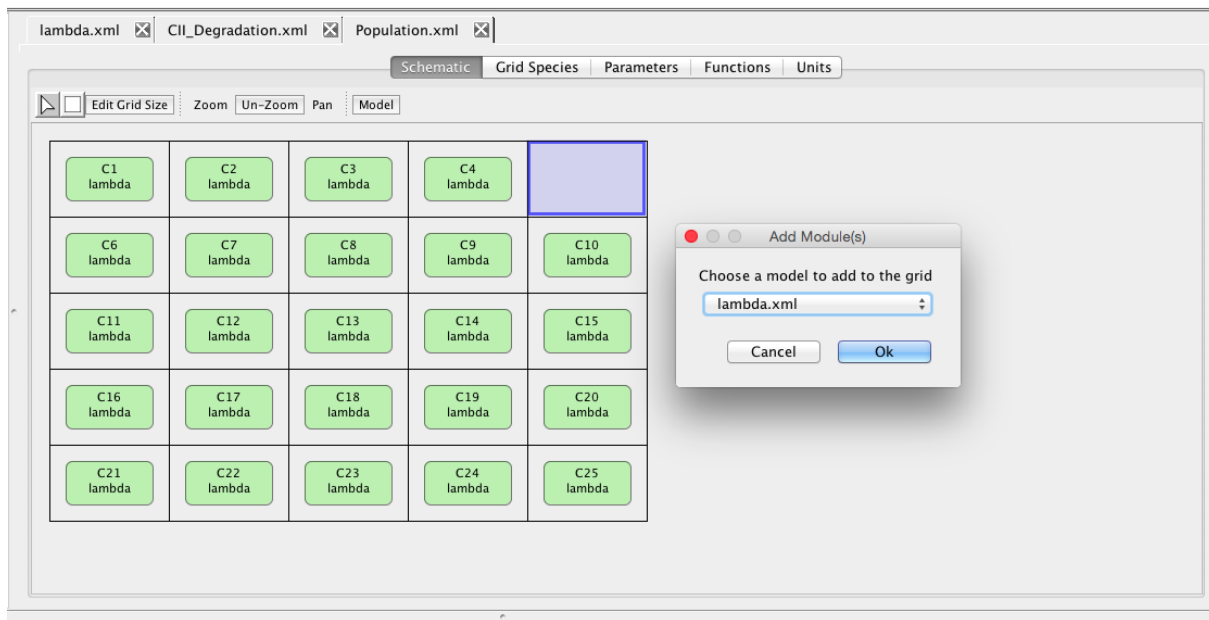 lambda.xml CII_Degradation.xml Population.xml
Schematic Grid Species Parameters Functions Units
Edit Grid Size Zoom Un-Zoom Pan Model
C1 C2 C3 C4
lambda lambda lambda lambda
Add Module(s)
C6 C7 C8 C9 C10
lambda lambda lambda lambda lambda
Choose a model to add to the grid
lambda.xml
C11 C12 C13 C14 C15
lambda lambda lambda lambda lambda
Cancel Ok
C16 C17 C18 C19 C20
lambda lambda lambda lambda lambda
C21 C22 C23 C24 C25
lambda lambda lambda lambda lambda